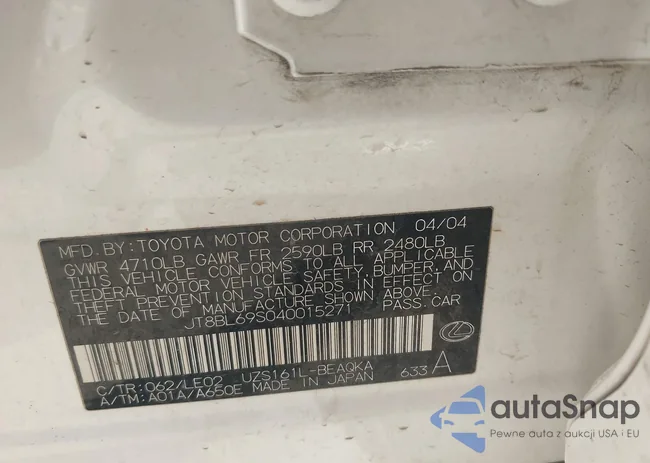 MFD. BY: TOYOTA MOTOR CORPORATION 04/04
GVWR 4710LB GAWR FR 2590LB RR 2480LB
THIS VEHICLE CONFORMS TO ALL APPLICABLE
FEDERAL MOTOR VEHICLE SAFETY, BUMPER, AND
THEFT PREVENTION STANDARDS IN EFFECT ON
THE DATE OF MANUFACTURE SHOWN ABOVE.
JT8BL69S040015271 PASS. CAR
C/TR: 062/LE02 UZS161L-BEAQKA
A/TM: A01A/A650E MADE IN JAPAN 633 A
autaSnap
Pewne auta z aukcji USA i EU